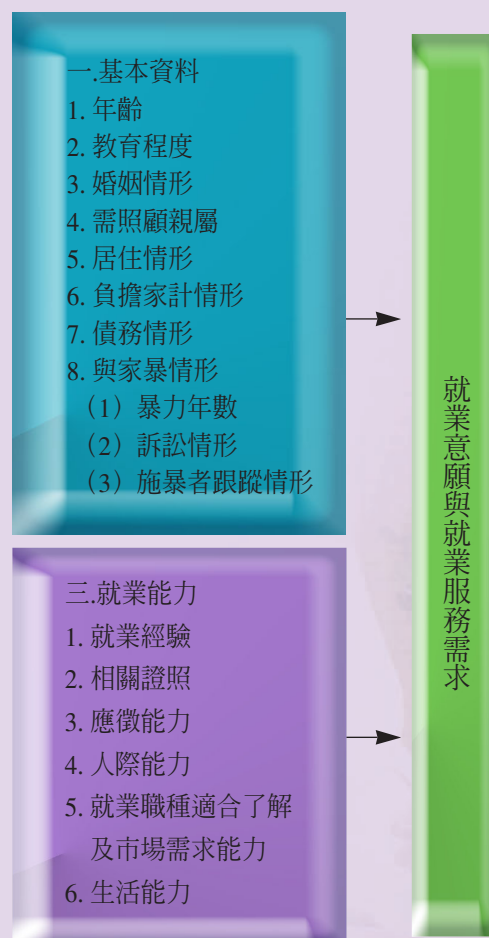 一.基本資料
1. 年齡
2. 教育程度
3. 婚姻情形
4. 需照顧親屬
5. 居住情形
6. 負擔家計情形
7. 債務情形
8. 與家暴情形
（1）暴力年數
（2）訴訟情形
（3）施暴者跟蹤情形
三.就業能力
1. 就業經驗
2. 相關證照
3. 應徵能力
4. 人際能力
5. 就業職種適合了解
及市場需求能力
6. 生活能力
就業意願與就業服務需求